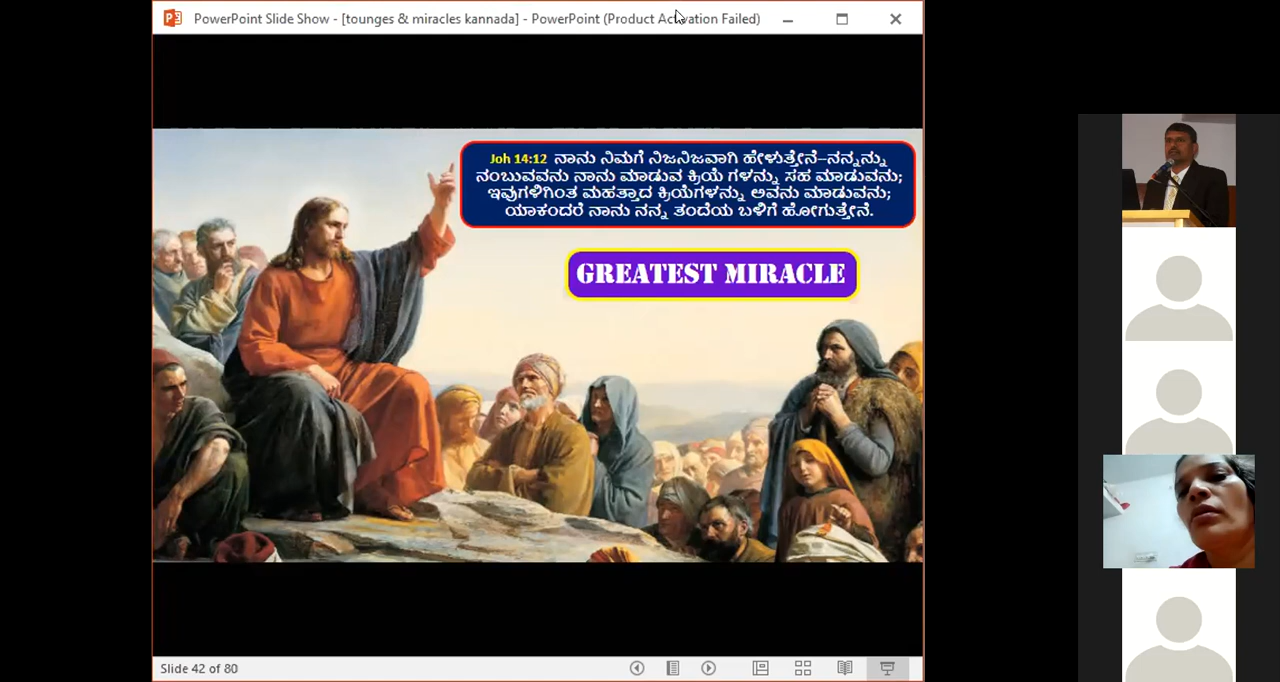 PowerPoint Slide Show - [tounges & miracles kannada] - PowerPoint (Product Activation Failed)
Joh 14:12 ನಾನು ನಿಮಗೆ ನಿಜನಿಜವಾಗಿ ಹೇಳುತ್ತೇನೆ–ನನ್ನನ್ನು
ನಂಬುವವನು ನಾನು ಮಾಡುವ ಕ್ರಿಯೆ ಗಳನ್ನು ಸಹ ಮಾಡುವನು;
ಇವುಗಳಿಗಿಂತ ಮಹತ್ತಾದ ಕ್ರಿಯೆಗಳನ್ನು ಅವನು ಮಾಡುವನು;
ಯಾಕಂದರೆ ನಾನು ನನ್ನ ತಂದೆಯ ಬಳಿಗೆ ಹೋಗುತ್ತೇನೆ.
GREATEST MIRACLE
Slide 42 of 80